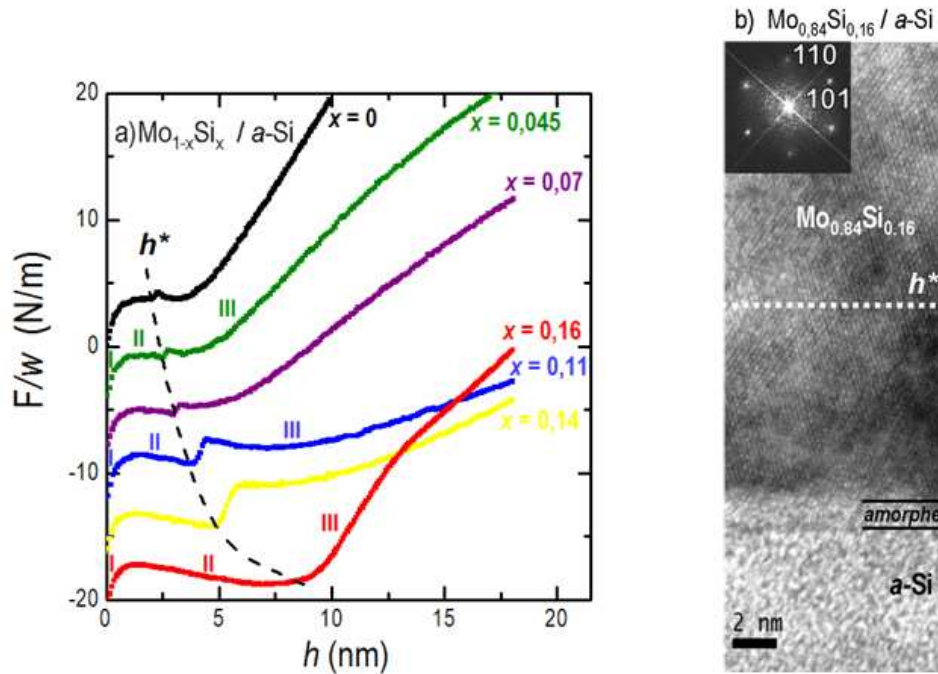 a)Mo1-xSix / a-Si
x = 0
x = 0,045
x = 0,07
x = 0,16
x = 0,11
x = 0,14
h*
I
II
III
I
II
III
I
II
III
20
10
0
-10
-20
F/w (N/m)
0
5
10
15
20
h (nm)
b) Mo0,84Si0,16 / a-Si
110
101
Mo0.84Si0.16
h*
amorphe
a-Si
2 nm